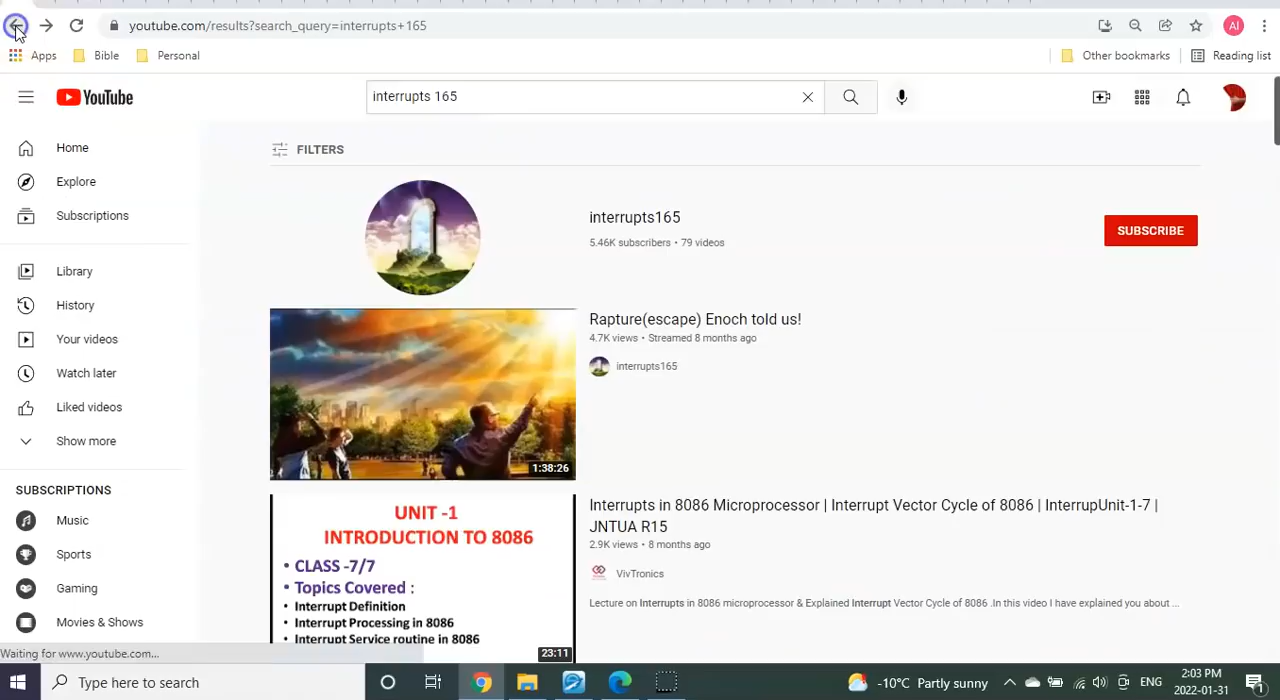 youtube.com/results?search_query=interrupts+165
AI
Apps
Bible
Personal
Other bookmarks
Reading list
YouTube
interrupts 165
Home
Explore
Subscriptions
Library
History
Your videos
Watch later
Liked videos
Show more
SUBSCRIPTIONS
Music
Sports
Gaming
Movies & Shows
FILTERS
interrupts165
5.46K subscribers • 79 videos
SUBSCRIBE
Rapture(escape) Enoch told us!
4.7K views • Streamed 8 months ago
interrupts165
1:38:26
UNIT -1
INTRODUCTION TO 8086
• CLASS -7/7
• Topics Covered :
• Interrupt Definition
• Interrupt Processing in 8086
• Interrupt Service routine in 8086
23:11
Interrupts in 8086 Microprocessor | Interrupt Vector Cycle of 8086 | InterrupUnit-1-7 |
JNTUA R15
2.9K views • 8 months ago
VivTronics
Lecture on Interrupts in 8086 microprocessor & Explained Interrupt Vector Cycle of 8086 .In this video I have explained you about ...
Waiting for www.youtube.com...
Type here to search
-10°C Partly sunny
ENG
2:03 PM
2022-01-31
1